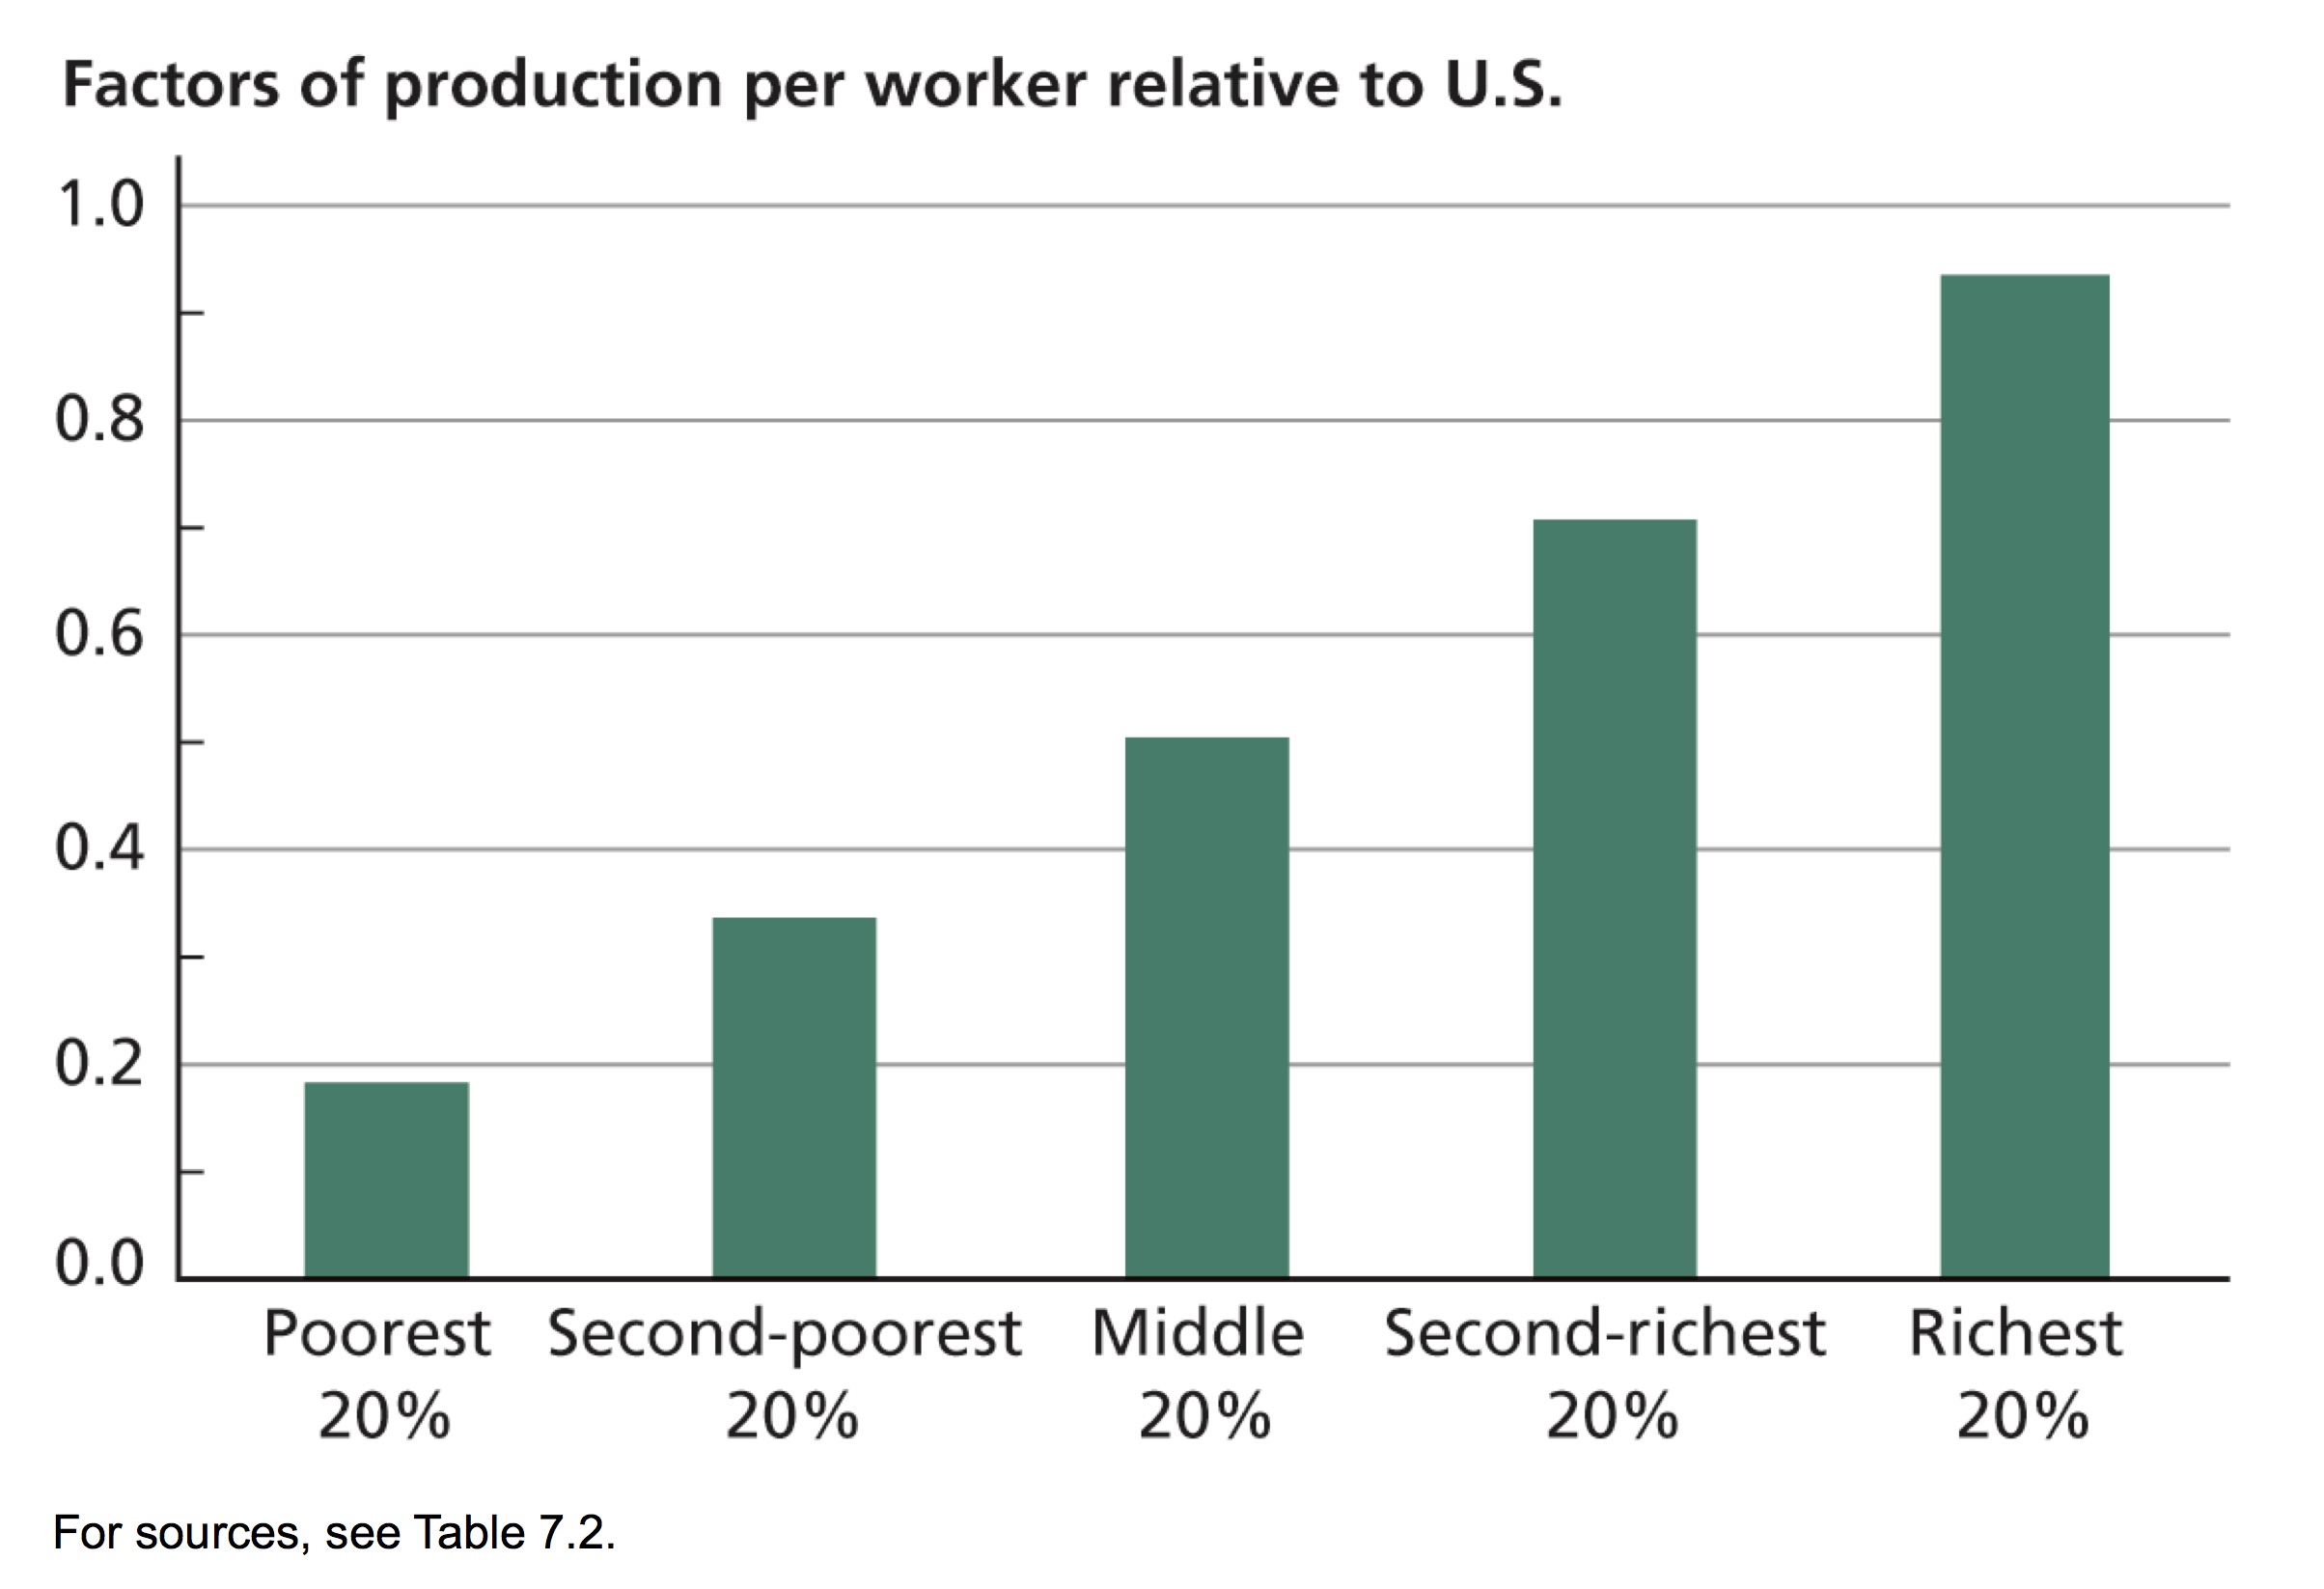 Factors of production per worker relative to U.S.
1.0
0.8
0.6
0.4
0.2
0.0
Poorest Second-poorest Middle Second-richest Richest
20% 20% 20% 20% 20%
For sources, see Table 7.2.